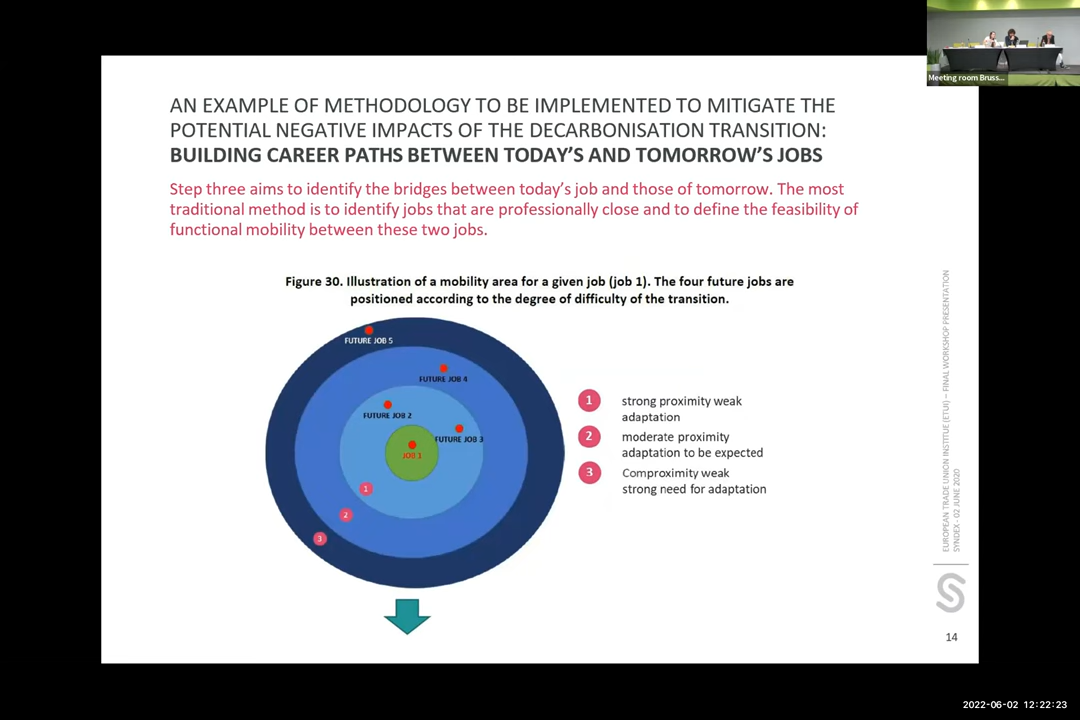 Meeting room Bruss...
AN EXAMPLE OF METHODOLOGY TO BE IMPLEMENTED TO MITIGATE THE
POTENTIAL NEGATIVE IMPACTS OF THE DECARBONISATION TRANSITION:
BUILDING CAREER PATHS BETWEEN TODAY'S AND TOMORROW'S JOBS
Step three aims to identify the bridges between today's job and those of tomorrow. The most
traditional method is to identify jobs that are professionally close and to define the feasibility of
functional mobility between these two jobs.
Figure 30. Illustration of a mobility area for a given job (job 1). The four future jobs are
positioned according to the degree of difficulty of the transition.
FUTURE JOB 5
FUTURE JOB 4
FUTURE JOB 2
FUTURE JOB 3
JOB 1
1
2
3
1 strong proximity weak
adaptation
2 moderate proximity
adaptation to be expected
3 Comproximity weak
strong need for adaptation
EUROPEAN TRADE UNION INSTITUE (ETUI) – FINAL WORKSHOP PRESENTATION
SYNDEX - 02 JUNE 2020
S
14
2022-06-02 12:22:23